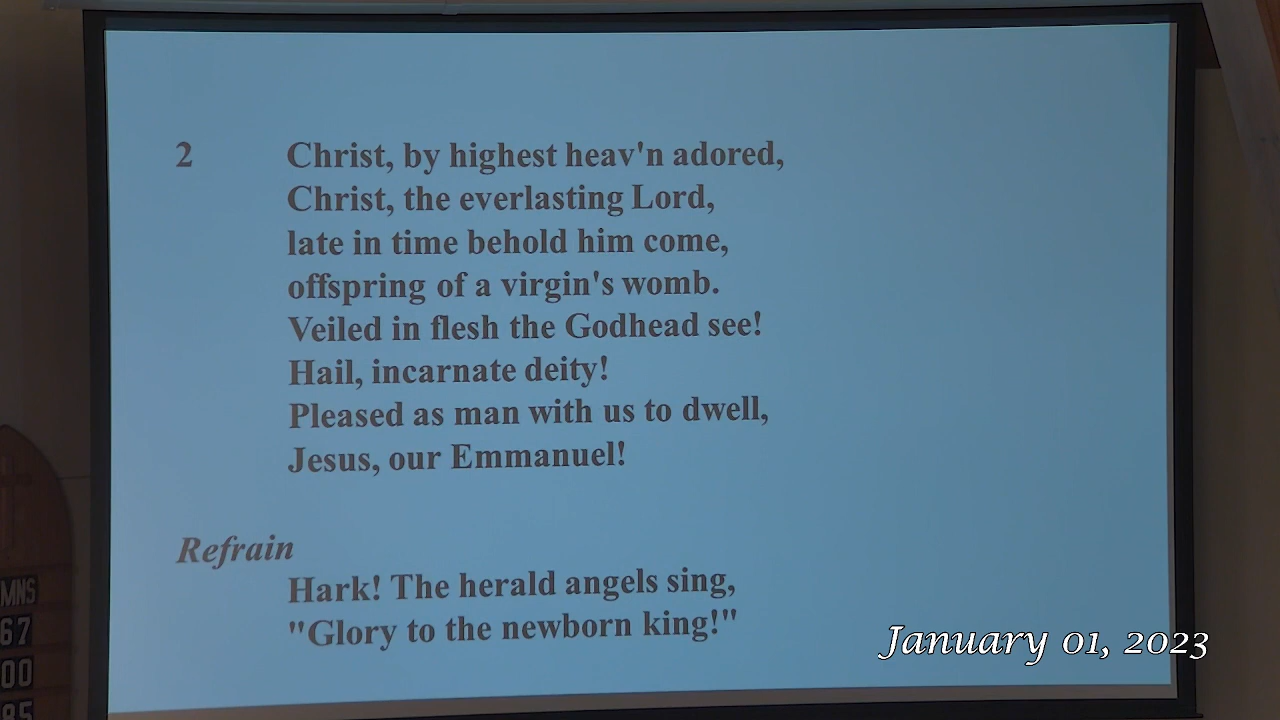 2 Christ, by highest heav'n adored,
Christ, the everlasting Lord,
late in time behold him come,
offspring of a virgin's womb.
Veiled in flesh the Godhead see!
Hail, incarnate deity!
Pleased as man with us to dwell,
Jesus, our Emmanuel!
Refrain
Hark! The herald angels sing,
"Glory to the newborn king!"
January 01, 2023
MNS
67
00
85